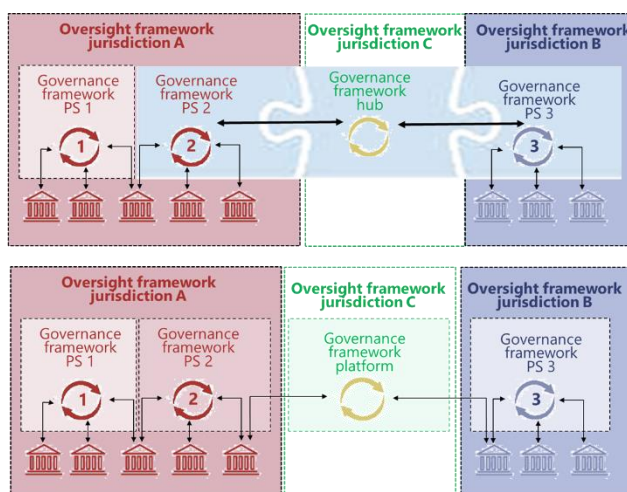 Oversight framework
jurisdiction A
Oversight framework
jurisdiction C
Oversight framework
jurisdiction B
Governance
framework
PS 1
Governance
framework
PS 2
Governance
framework
hub
Governance
framework
PS 3
1
2
3
Oversight framework
jurisdiction A
Oversight framework
jurisdiction C
Oversight framework
jurisdiction B
Governance
framework
PS 1
Governance
framework
PS 2
Governance
framework
platform
Governance
framework
PS 3
1
2
3